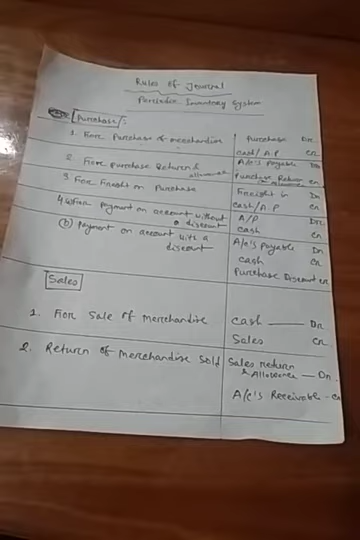 Rules of Journal
Periodic Inventory System
Purchase:
1. For Purchase of merchandise Purchase Dr.
cash/A.P cr.
2. For Purchase Return & allowance A/c's Payable Dr.
Purchase Return & allowance cr.
3. For Freight on Purchase Freight in Dr.
cash/A.P cr.
4. (a) For Payment on account without a discount A/P Dr.
cash cr.
(b) Payment on account with a discount A/c's Payable Dr.
cash cr.
Purchase Discount cr
Sales
1. For Sale of Merchandise cash — Dr.
Sales cr.
2. Return of merchandise sold Sales return
& Allowance — Dr.
A/c's Receivable - cr